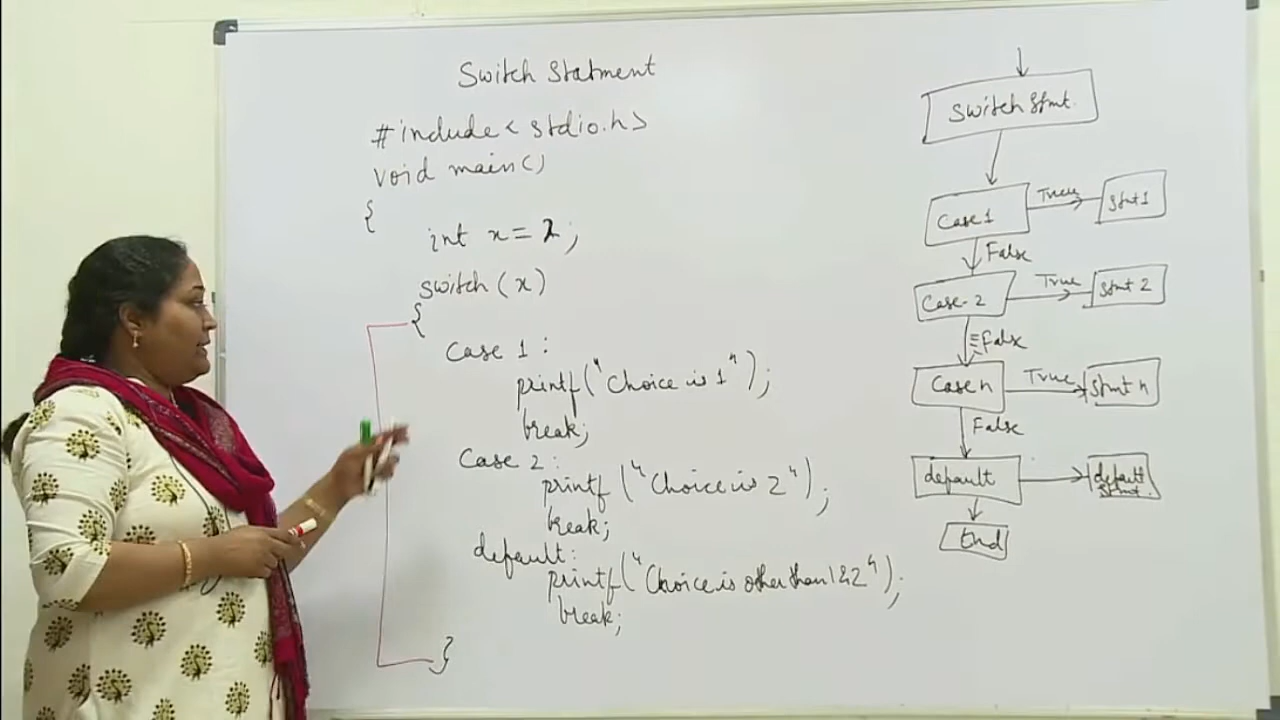 Switch Statment
#include<stdio.h>
void main()
{
int x=2;
switch(x)
{
Case 1:
printf("Choice is 1");
break;
Case 2:
printf("Choice is 2");
break;
default:
printf("Choice is other than 1&2");
break;
}
Switch Stmt.
Case 1
True
Stmt 1
False
Case-2
True
Stmt 2
False
Case n
True
Stmt n
False
default
default
Stmt.
End